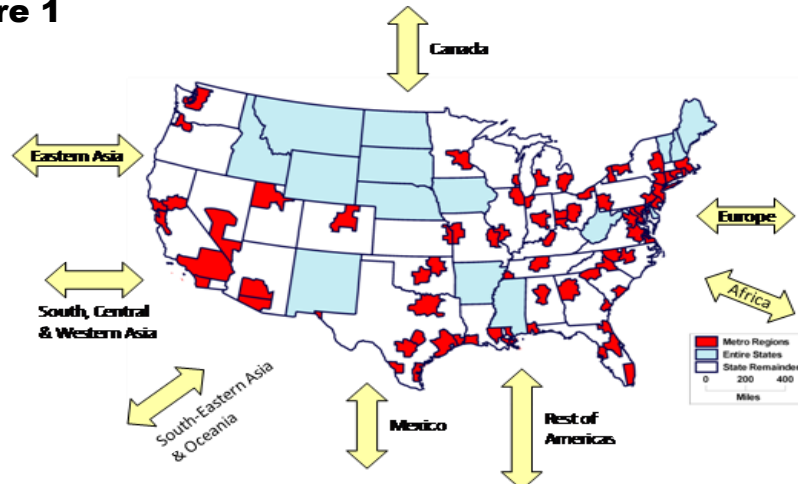 re 1
Canada
Eastern Asia
Europe
South, Central
& Western Asia
Africa
South-Eastern Asia
& Oceania
Mexico
Rest of
Americas
Metro Regions
Entire States
State Remainder
0 200 400
Miles